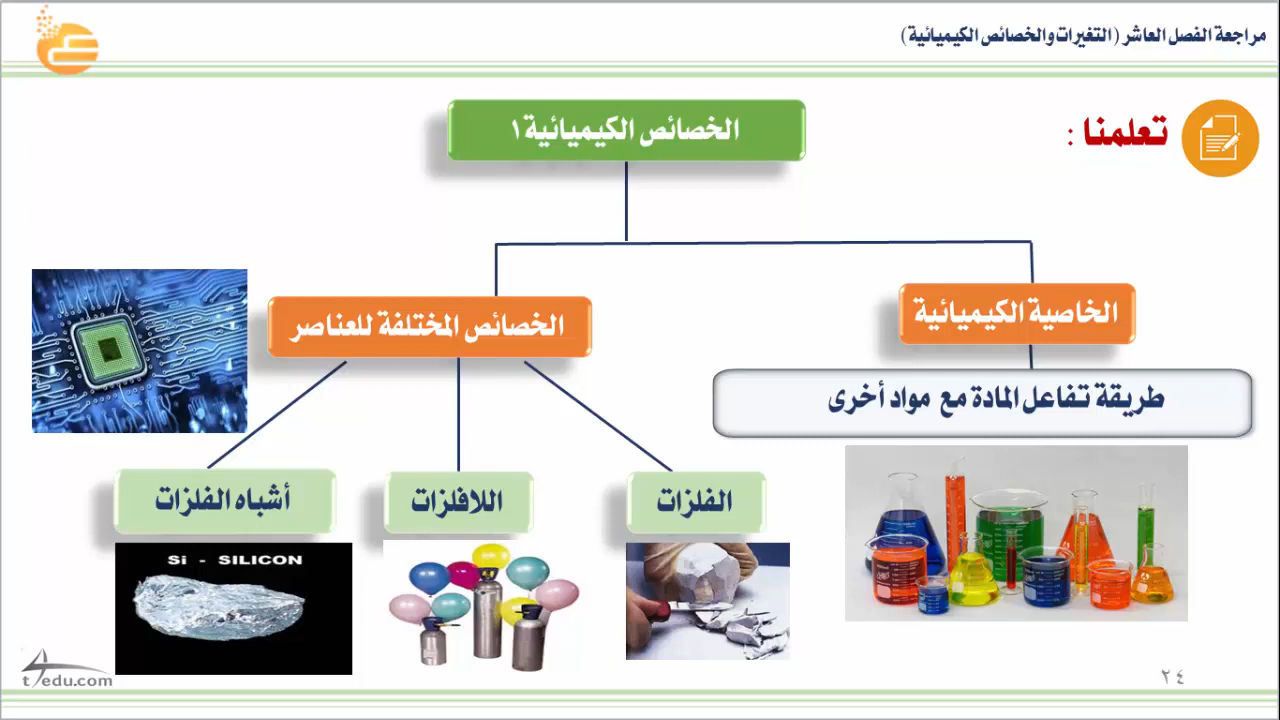 مراجعة الفصل العاشر (التغيرات والخصائص الكيميائية)
تعلمنا :
الخصائص الكيميائية ١
الخاصية الكيميائية
الخصائص المختلفة للعناصر
طريقة تفاعل المادة مع مواد أخرى
الفلزات
اللافلزات
أشباه الفلزات
Si - SILICON
t4edu.com
٢٤